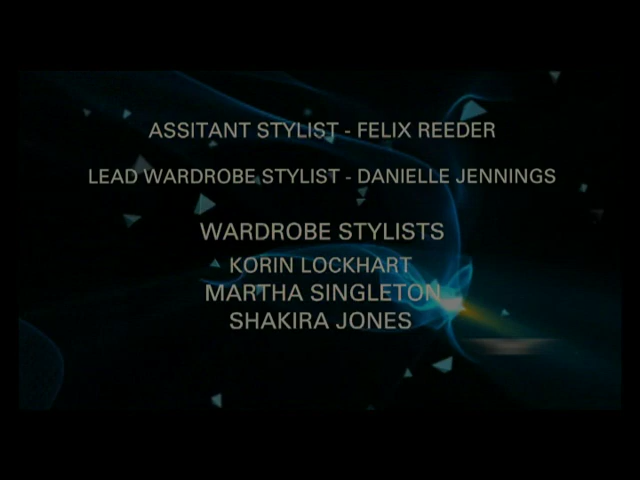 ASSITANT STYLIST - FELIX REEDER
LEAD WARDROBE STYLIST - DANIELLE JENNINGS
WARDROBE STYLISTS
KORIN LOCKHART
MARTHA SINGLETON
SHAKIRA JONES